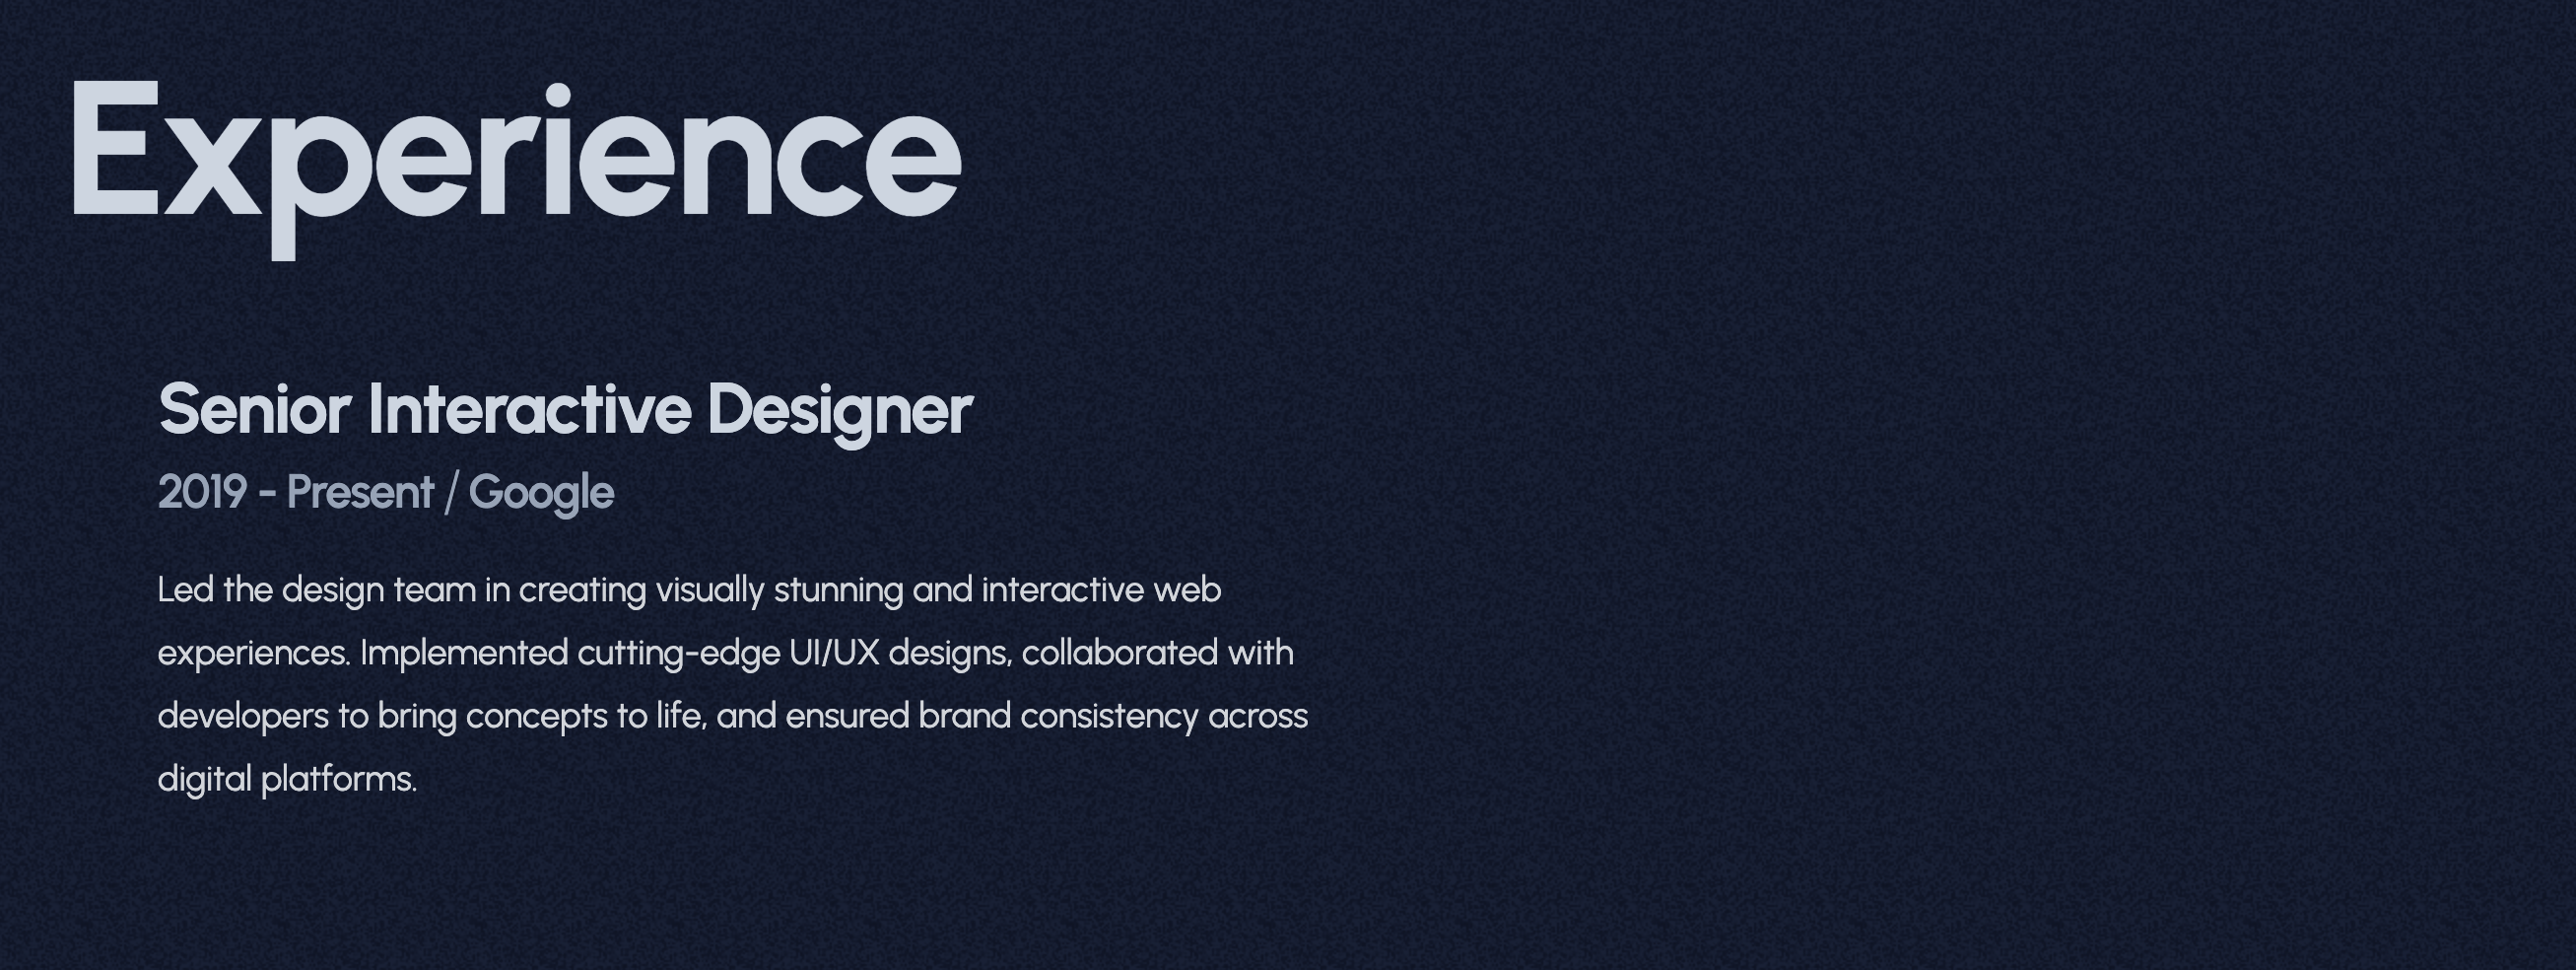 Experience
Senior Interactive Designer
2019 - Present / Google
Led the design team in creating visually stunning and interactive web
experiences. Implemented cutting-edge UI/UX designs, collaborated with
developers to bring concepts to life, and ensured brand consistency across
digital platforms.